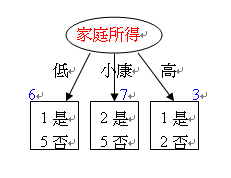 家庭所得
低 小康 高
6 7 3
1是 2是 1是
5否 5否 2否